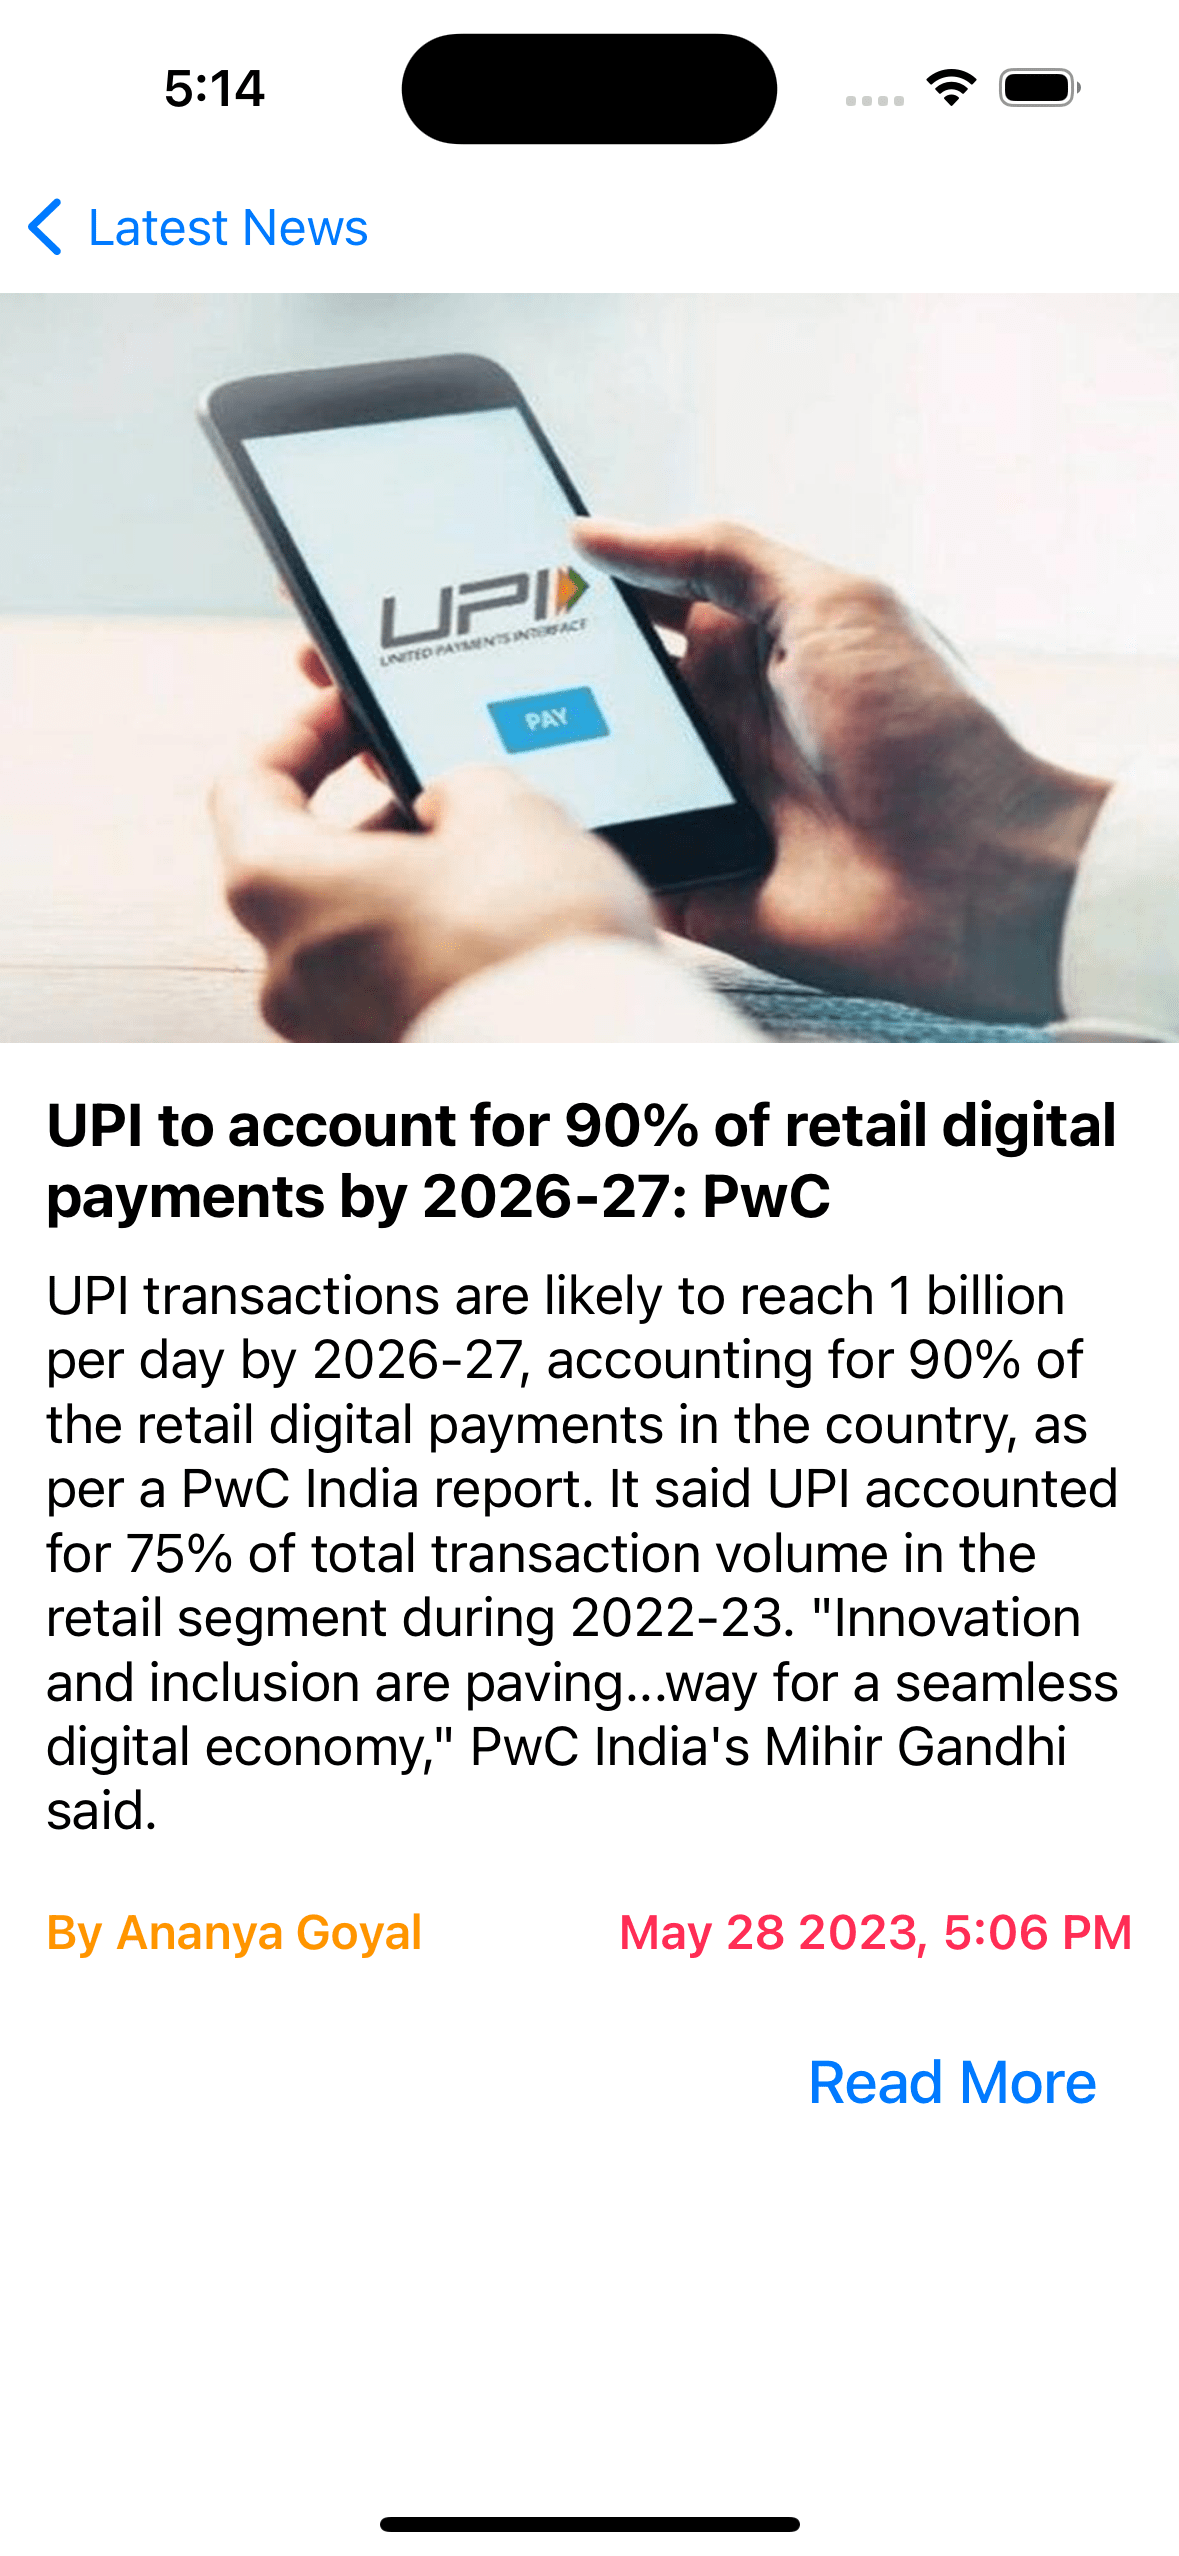 5:14
Latest News
UPI
UNITED PAYMENTS INTERFACE
PAY
UPI to account for 90% of retail digital
payments by 2026-27: PwC
UPI transactions are likely to reach 1 billion
per day by 2026-27, accounting for 90% of
the retail digital payments in the country, as
per a PwC India report. It said UPI accounted
for 75% of total transaction volume in the
retail segment during 2022-23. "Innovation
and inclusion are paving...way for a seamless
digital economy," PwC India's Mihir Gandhi
said.
By Ananya Goyal
May 28 2023, 5:06 PM
Read More